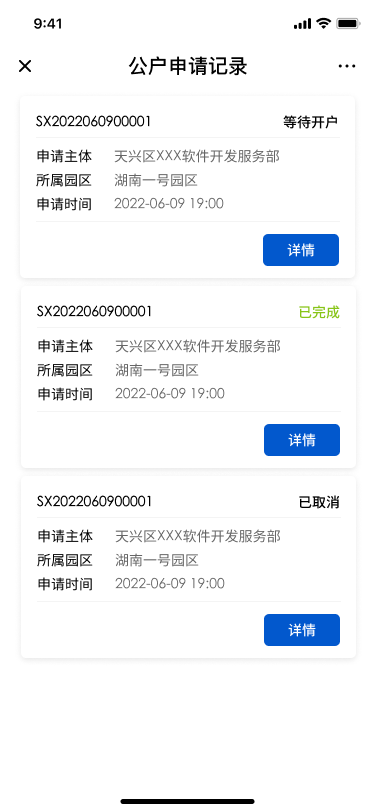 9:41
公户申请记录
SX2022060900001 等待开户
申请主体 天兴区XXX软件开发服务部
所属园区 湖南一号园区
申请时间 2022-06-09 19:00
详情
SX2022060900001 已完成
申请主体 天兴区XXX软件开发服务部
所属园区 湖南一号园区
申请时间 2022-06-09 19:00
详情
SX2022060900001 已取消
申请主体 天兴区XXX软件开发服务部
所属园区 湖南一号园区
申请时间 2022-06-09 19:00
详情